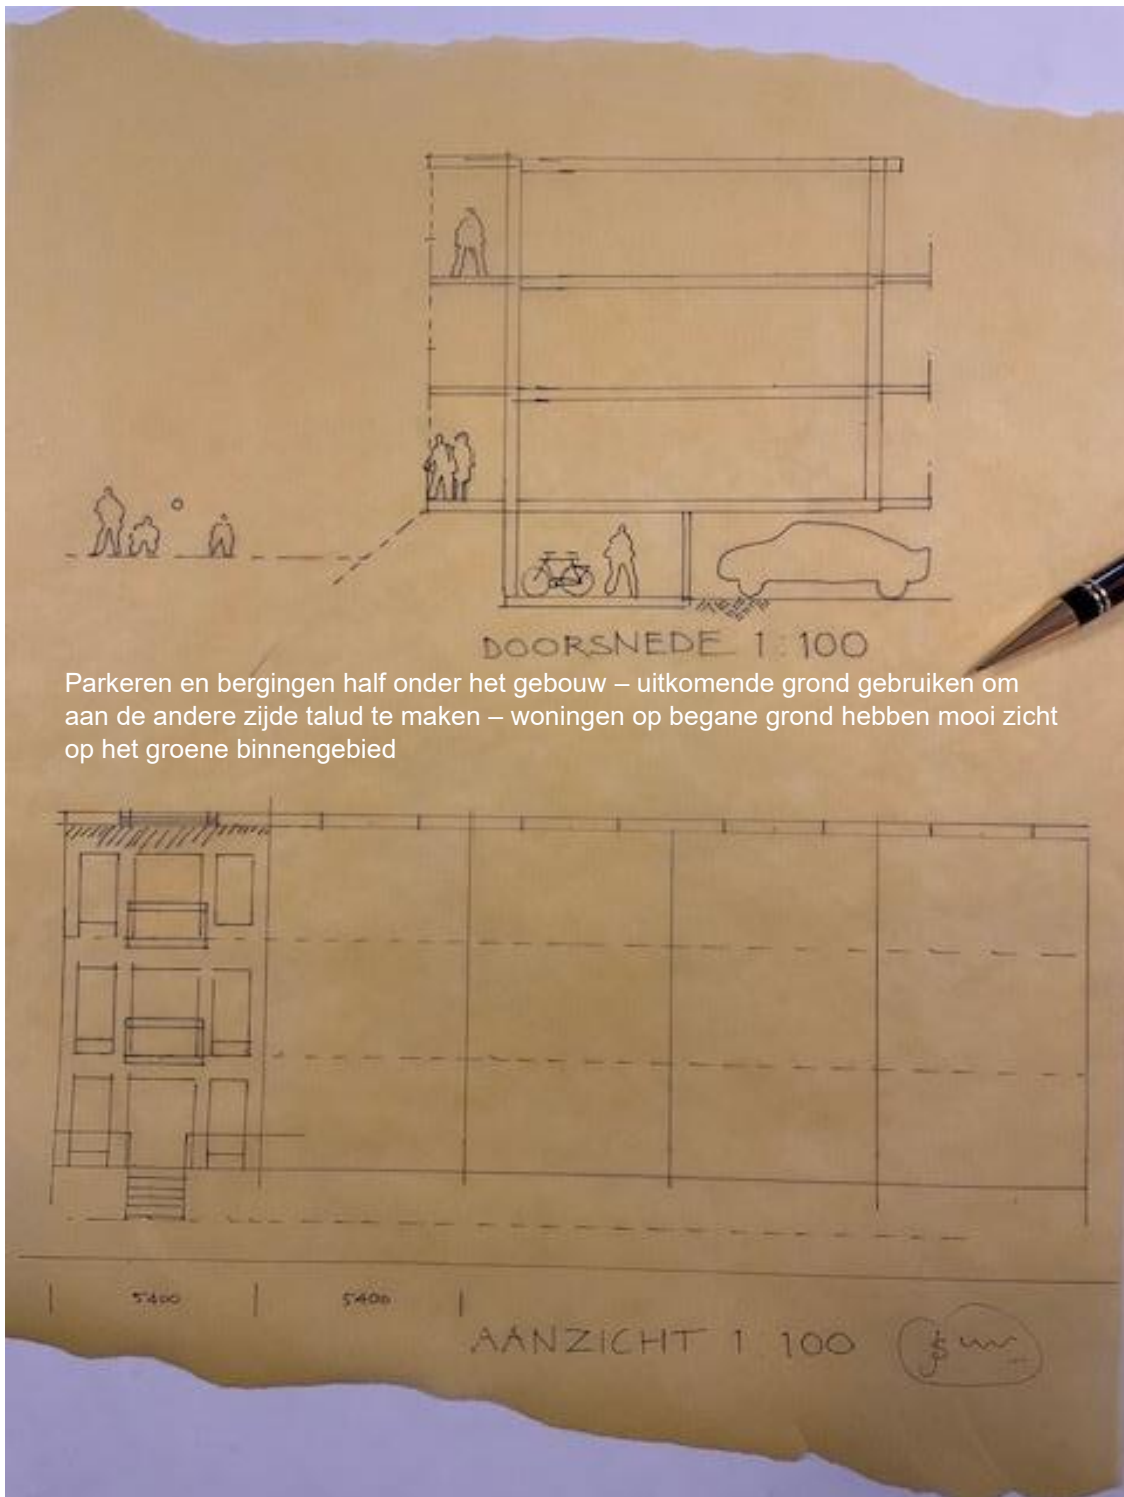 DOORSNEDE 1:100
Parkeren en bergingen half onder het gebouw – uitkomende grond gebruiken om
aan de andere zijde talud te maken – woningen op begane grond hebben mooi zicht
op het groene binnengebied
5400 5400
AANZICHT 1:100